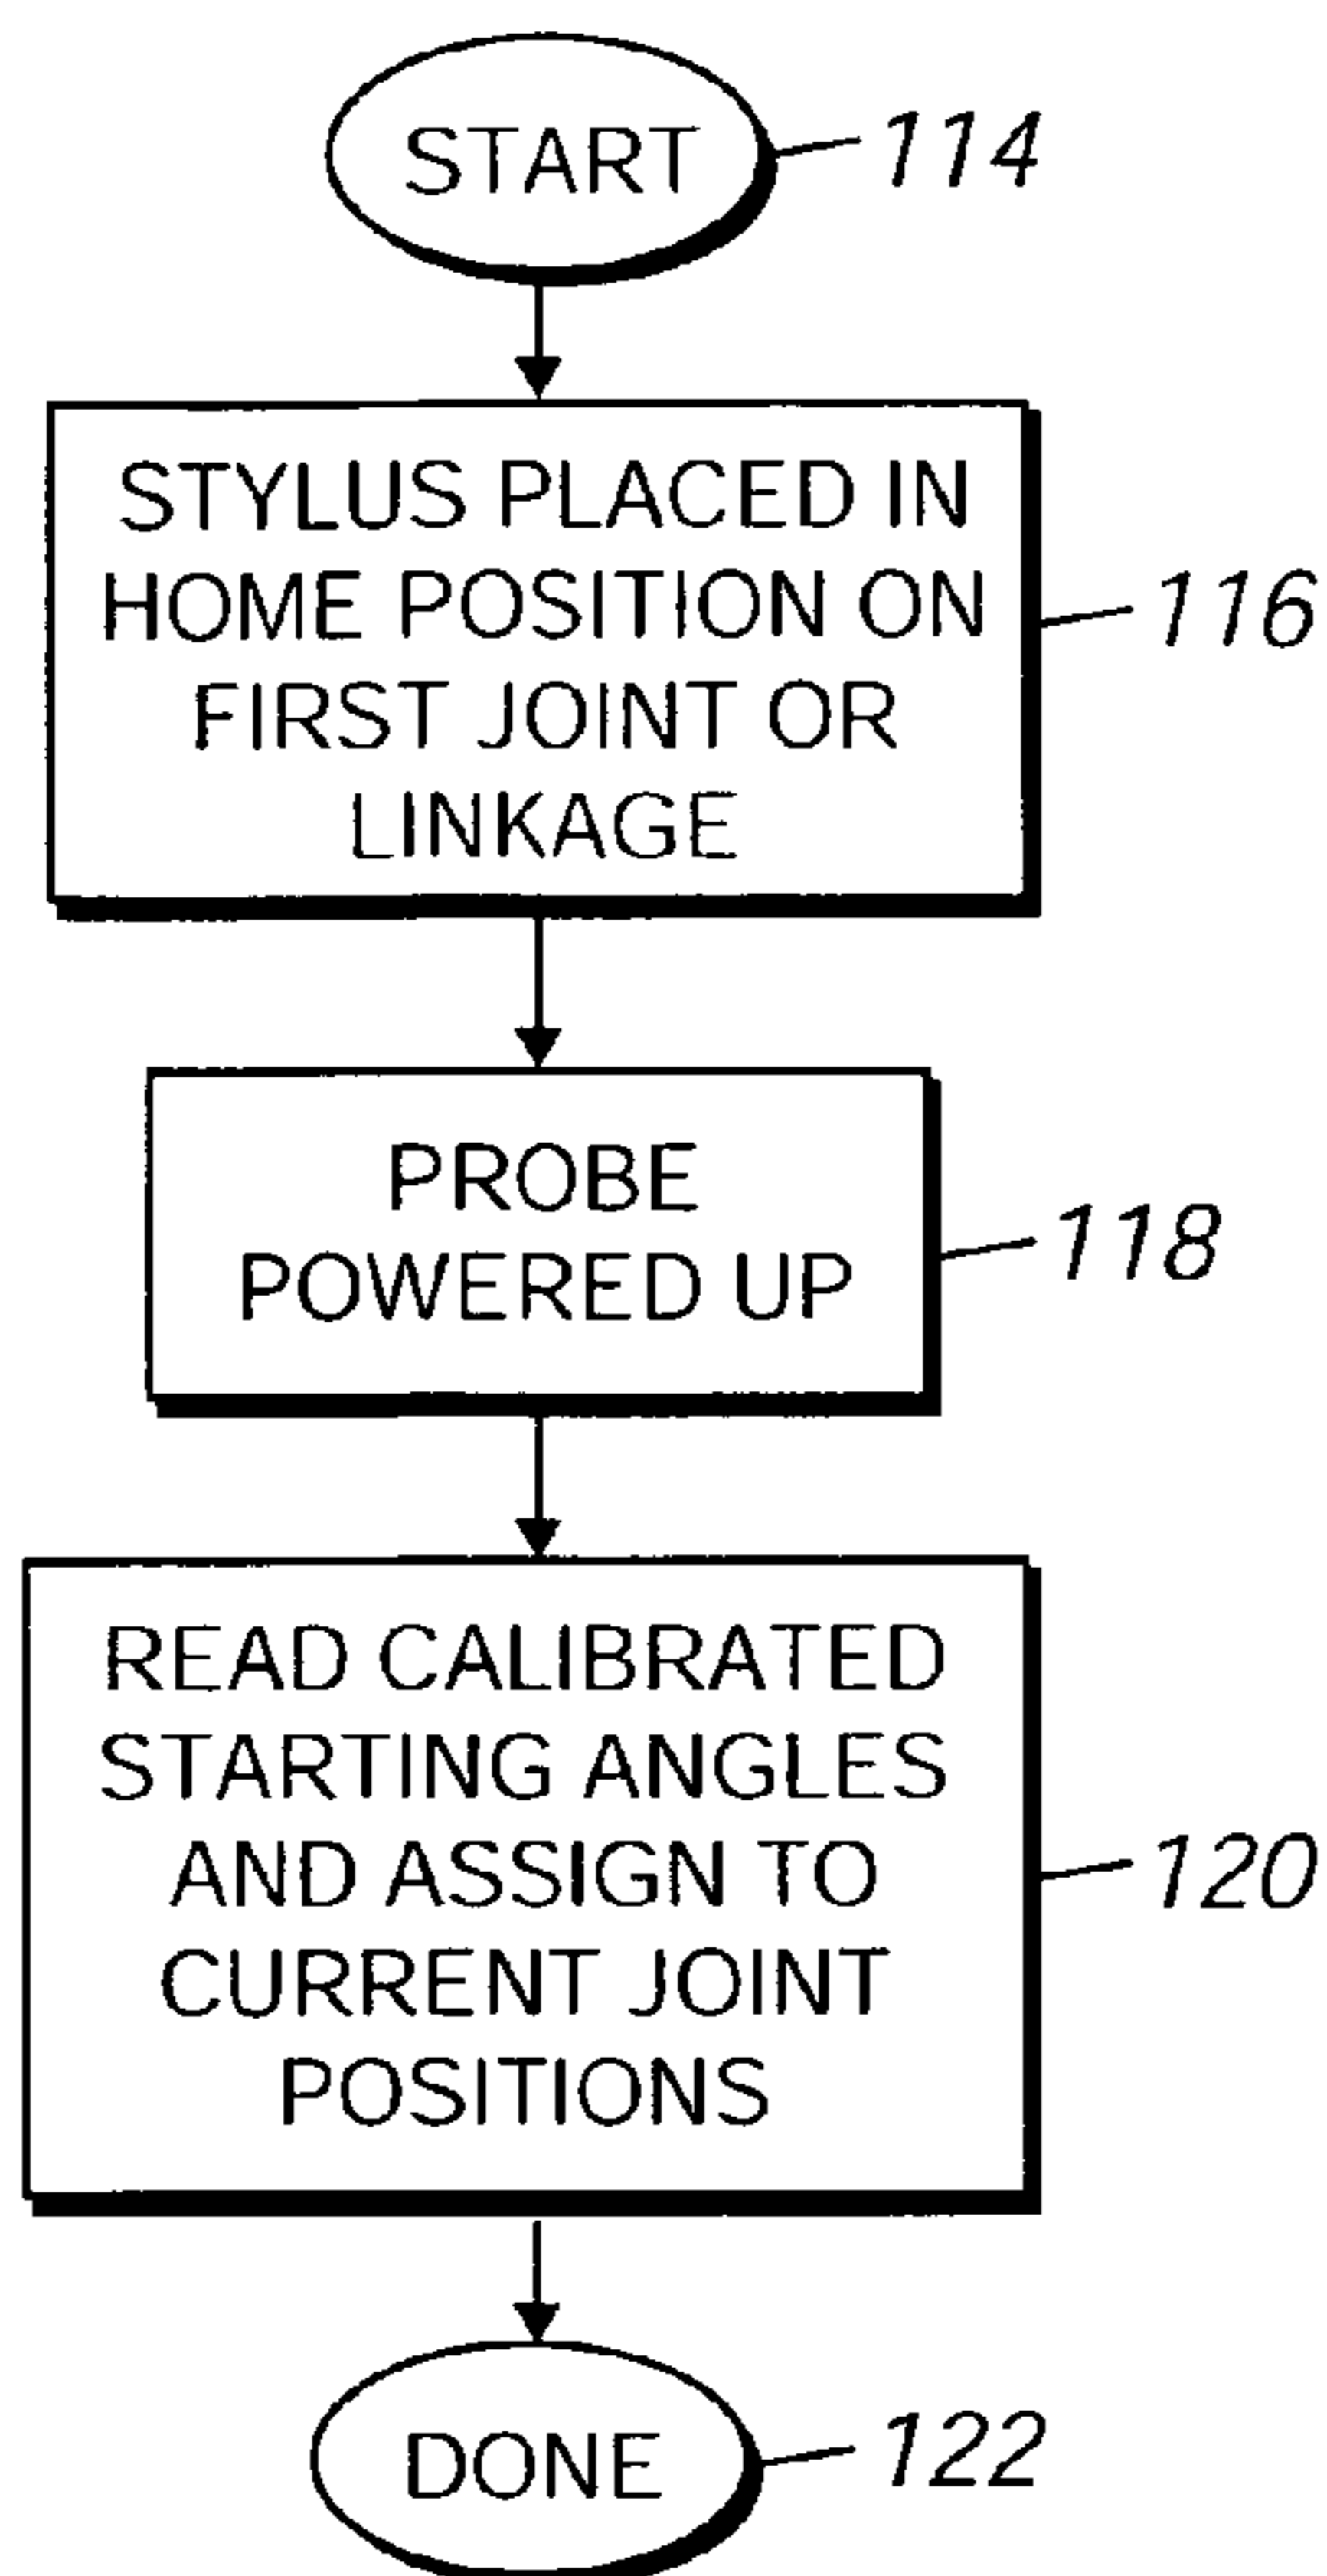 START
114
STYLUS PLACED IN
HOME POSITION ON
FIRST JOINT OR
LINKAGE
116
PROBE
POWERED UP
118
READ CALIBRATED
STARTING ANGLES
AND ASSIGN TO
CURRENT JOINT
POSITIONS
120
DONE
122